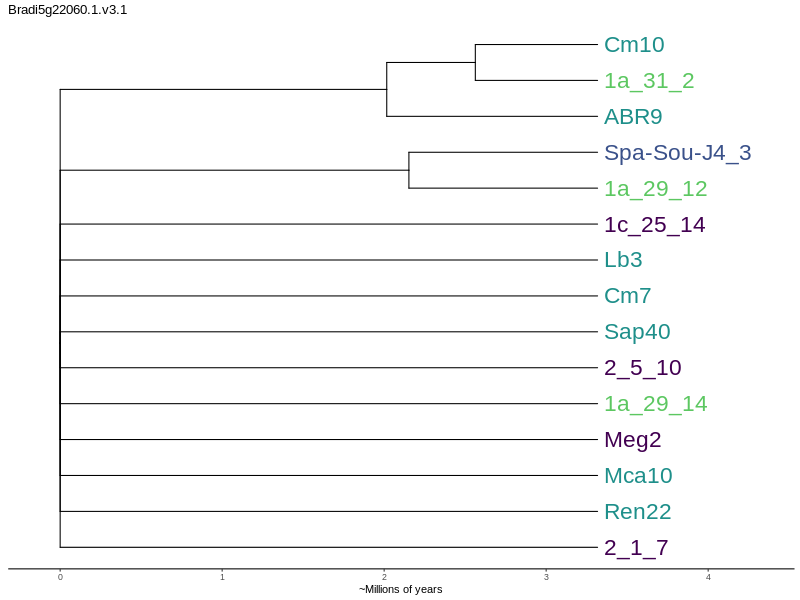 Bradi5g22060.1.v3.1
Cm10
1a_31_2
ABR9
Spa-Sou-J4_3
1a_29_12
1c_25_14
Lb3
Cm7
Sap40
2_5_10
1a_29_14
Meg2
Mca10
Ren22
2_1_7
0 1 2 3 4
~Millions of years